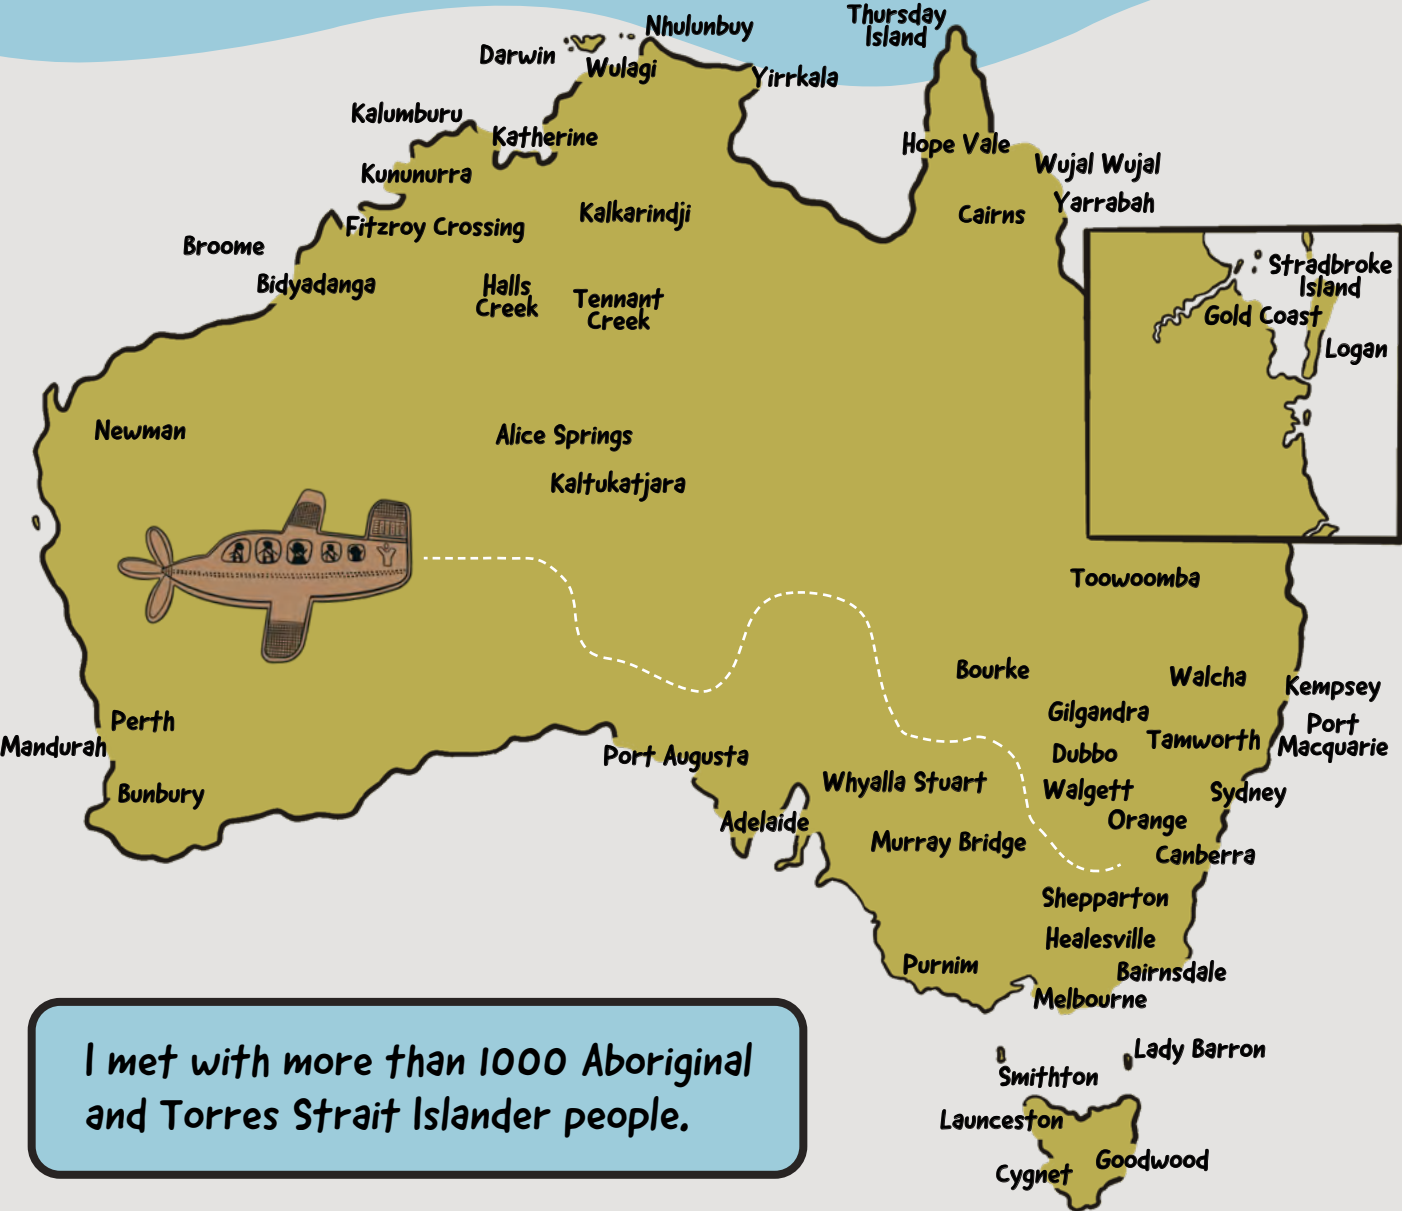 Thursday
Island
Nhulunbuy
Darwin
Wulagi
Yirrkala
Kalumburu
Katherine
Hope Vale
Wujal Wujal
Kununurra
Yarrabah
Kalkarindji
Cairns
Fitzroy Crossing
Broome
Stradbroke
Island
Bidyadanga
Halls
Creek
Tennant
Creek
Gold Coast
Logan
Newman
Alice Springs
Kaltukatjara
Toowoomba
Bourke
Walcha
Kempsey
Gilgandra
Perth
Port
Macquarie
Tamworth
Mandurah
Dubbo
Port Augusta
Whyalla Stuart
Walgett
Sydney
Bunbury
Orange
Adelaide
Murray Bridge
Canberra
Shepparton
Healesville
Purnim
Bairnsdale
Melbourne
Lady Barron
Smithton
Launceston
Goodwood
Cygnet
I met with more than 1000 Aboriginal
and Torres Strait Islander people.